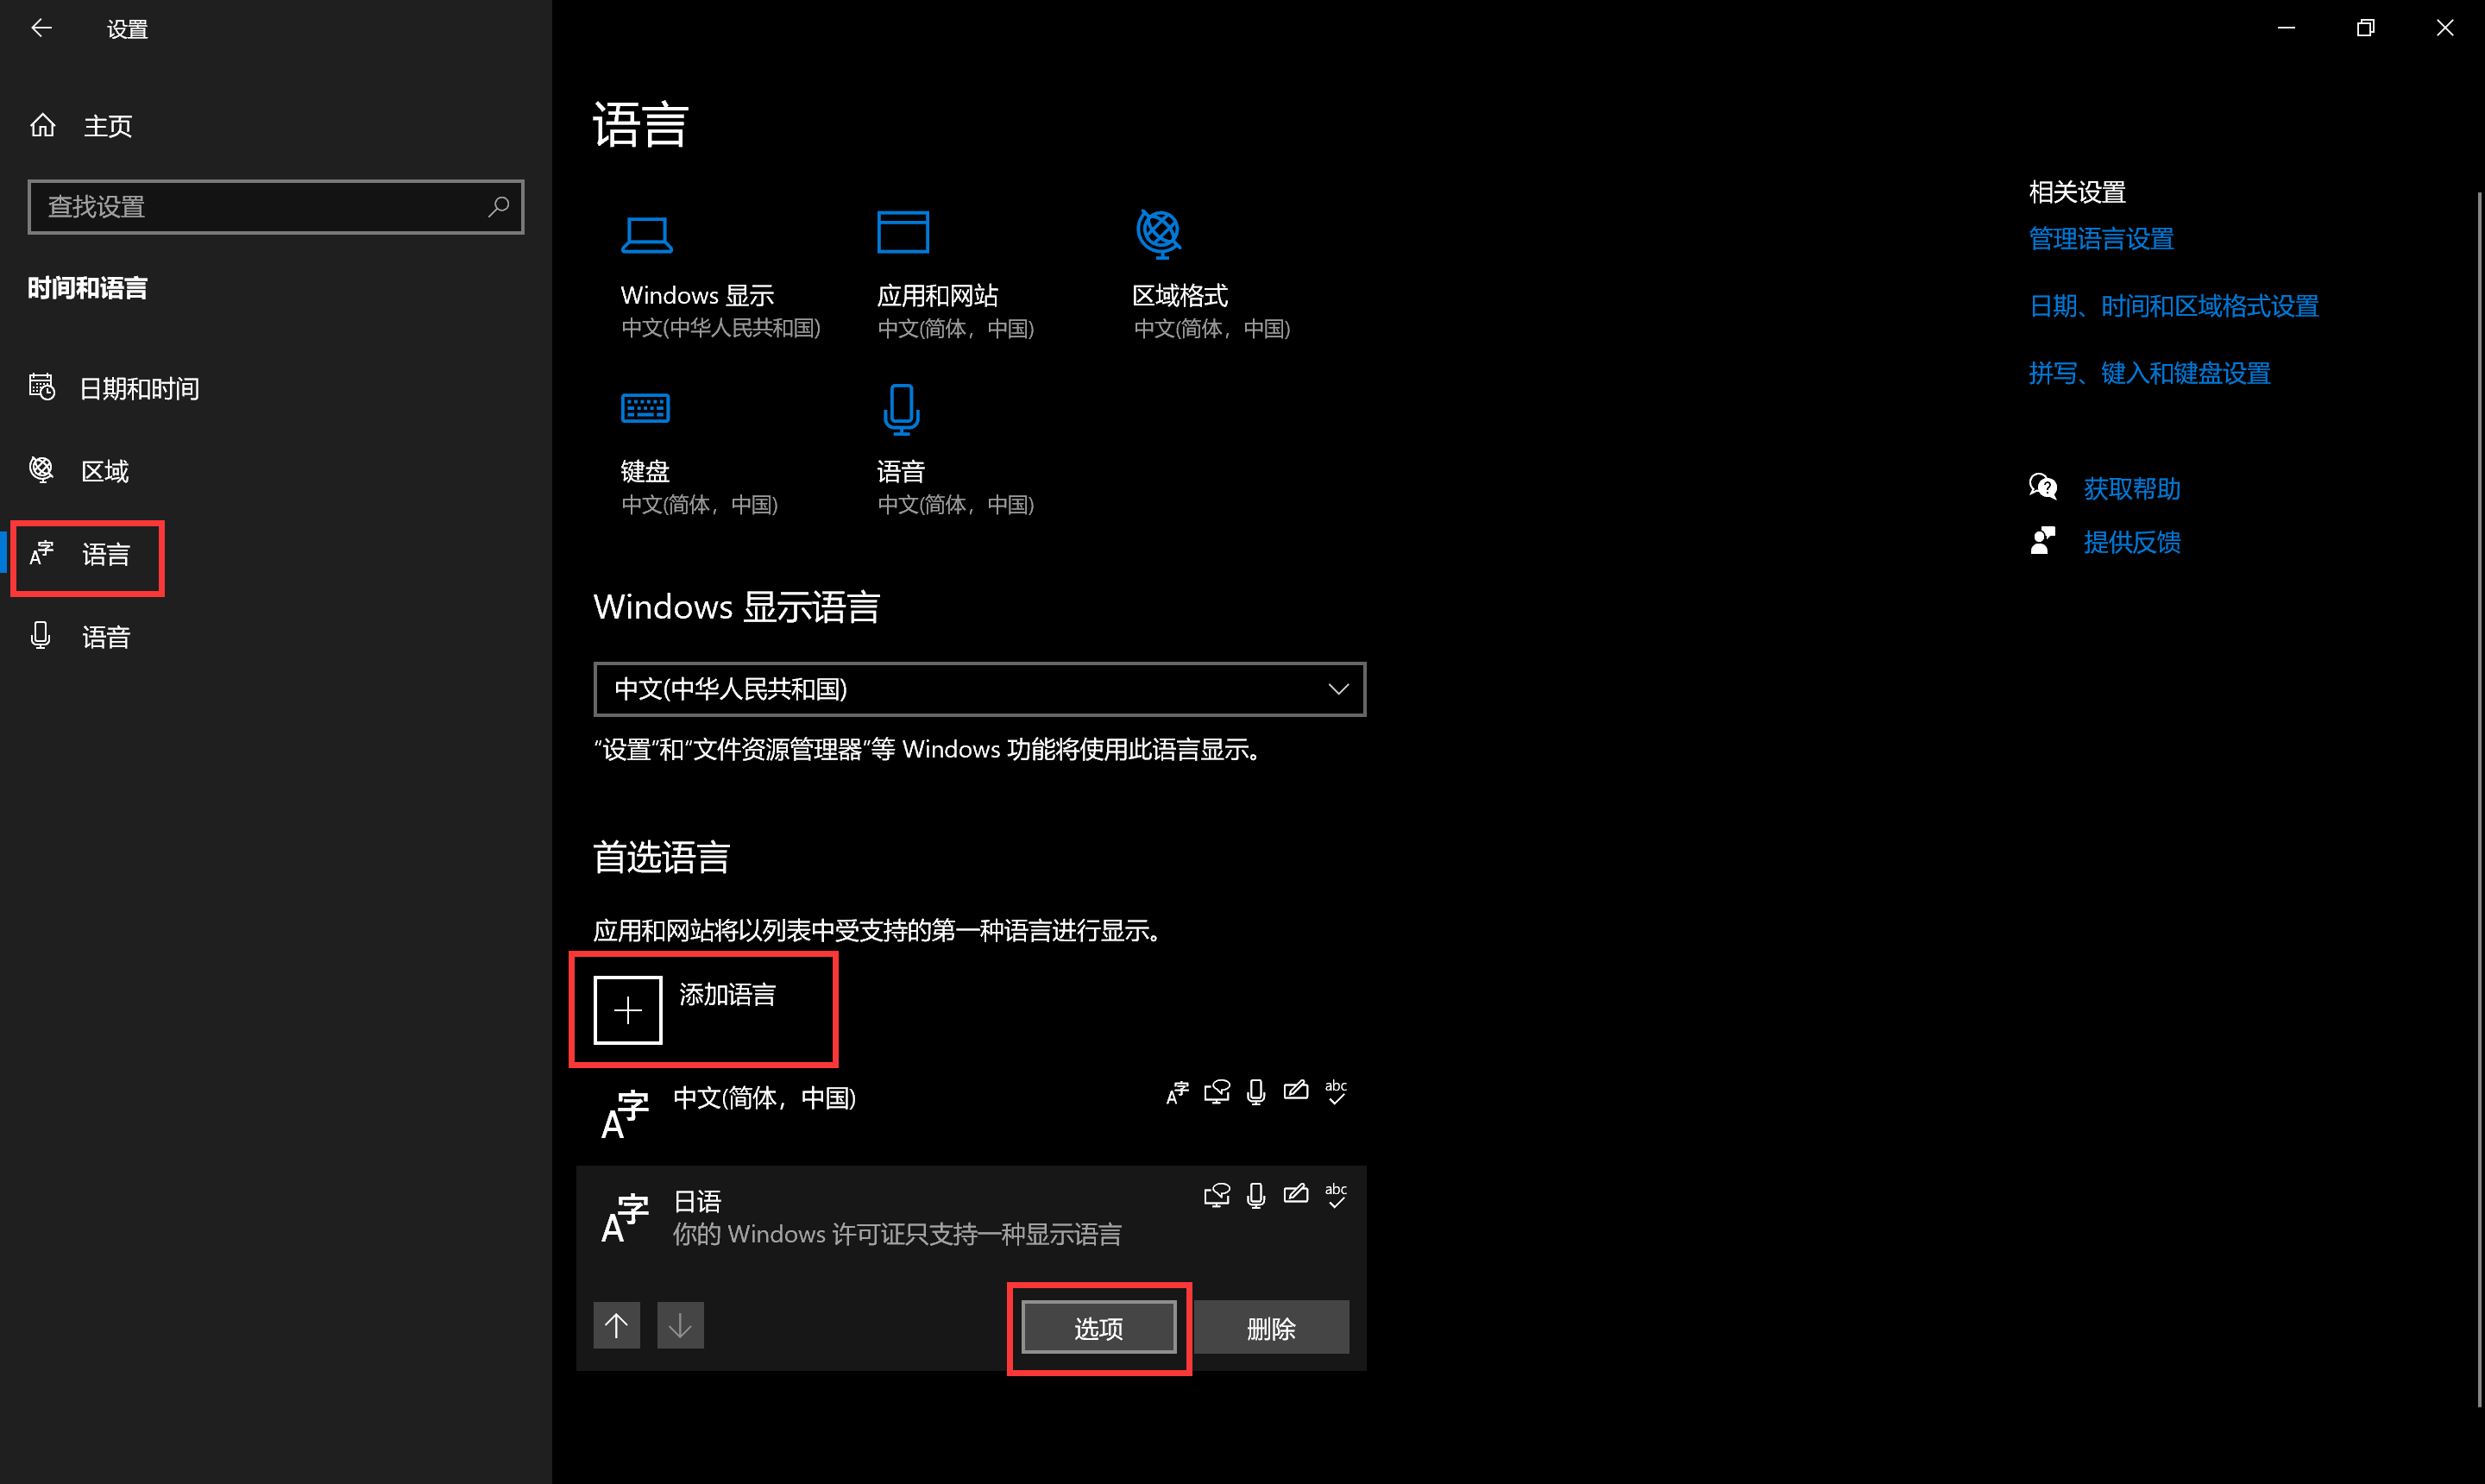 设置
主页
查找设置
时间和语言
日期和时间
区域
语言
语音
语言
Windows 显示
中文(中华人民共和国)
应用和网站
中文(简体，中国)
区域格式
中文(简体，中国)
键盘
中文(简体，中国)
语音
中文(简体，中国)
Windows 显示语言
中文(中华人民共和国)
“设置”和“文件资源管理器”等 Windows 功能将使用此语言显示。
首选语言
应用和网站将以列表中受支持的第一种语言进行显示。
添加语言
中文(简体，中国)
A字
abc
日语
你的 Windows 许可证只支持一种显示语言
A字
abc
选项
删除
相关设置
管理语言设置
日期、时间和区域格式设置
拼写、键入和键盘设置
获取帮助
提供反馈